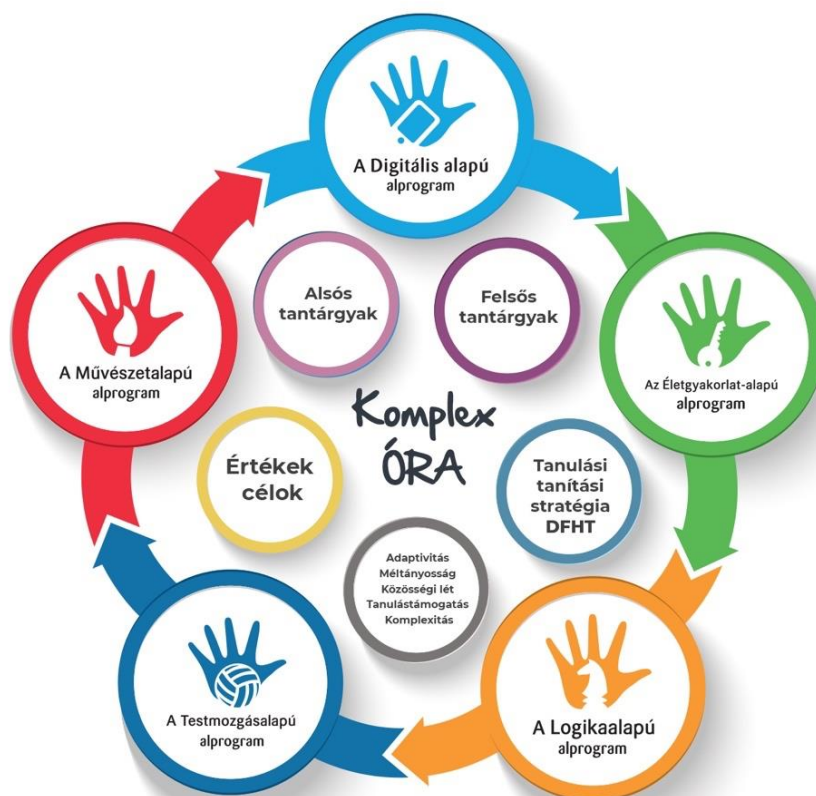 A Digitális alapú
alprogram
Alsós
tantárgyak
Felsős
tantárgyak
A Művészetalapú
alprogram
Az Életgyakorlat-alapú
alprogram
Komplex
ÓRA
Értékek
célok
Tanulási
tanítási
stratégia
DFHT
Adaptivitás
Méltányosság
Közösségi lét
Tanulástámogatás
Komplexitás
A Testmozgásalapú
alprogram
A Logikaalapú
alprogram